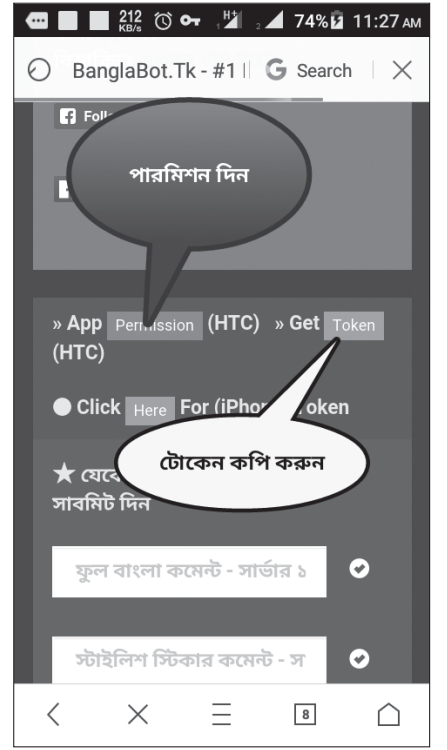 212 KB/s 74% 11:27 AM
BanglaBot.Tk - #1 G Search
Foll
পারমিশন দিন
» App Permission (HTC) » Get Token
(HTC)
Click Here For (iPhon oken
টোকেন কপি করুন
সাবমিট দিন
ফুল বাংলা কমেন্ট - সার্ভার ১
স্টাইলিশ স্টিকার কমেন্ট - স
8